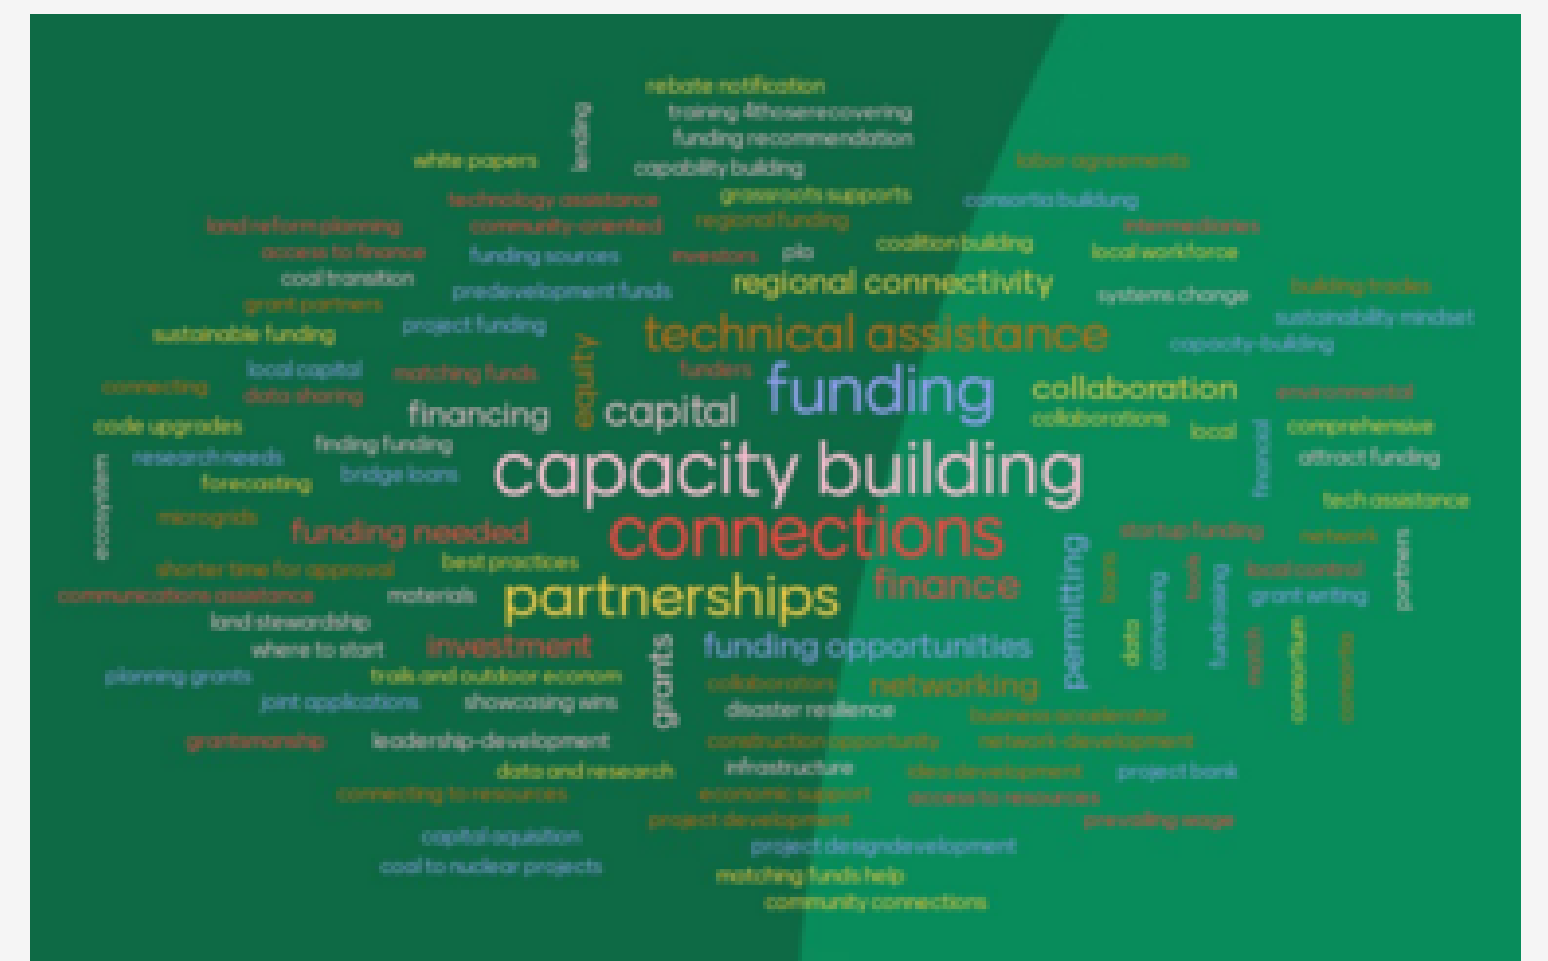 rebate notification
lending
training 4thoserecovering
funding recommendation
white papers
capability building
labor agreements
technology assistance
grassroots supports
consortia buildung
land reform planning
community-oriented
regional funding
intermediaries
access to finance
funding sources
investors
pla
coalition building
local workforce
coal transition
predevelopment funds
regional connectivity
systems change
building trades
grant partners
sustainable funding
project funding
equity
technical assistance
sustainability mindset
capacity-building
local capital
matching funds
funders
funding
collaboration
environmental
connecting
data sharing
financing
capital
collaborations
local
financial
comprehensive
code upgrades
finding funding
research needs
bridge loans
capacity building
attract funding
ecosystem
forecasting
tech assistance
microgrids
funding needed
connections
startup funding
network
partners
shorter time for approval
best practices
finance
permitting
loans
tools
local control
communications assistance
materials
partnerships
convening
fundraising
grant writing
land stewardship
data
match
consortium
consortia
where to start
investment
grants
funding opportunities
planning grants
trails and outdoor econom
collaborators
networking
joint applications
showcasing wins
disaster resilience
business accelerator
grantsmanship
leadership-development
construction opportunity
network-development
data and research
infrastructure
idea development
project bank
connecting to resources
economic support
access to resources
project development
prevailing wage
capital aquisition
project designdevelopment
coal to nuclear projects
matching funds help
community connections